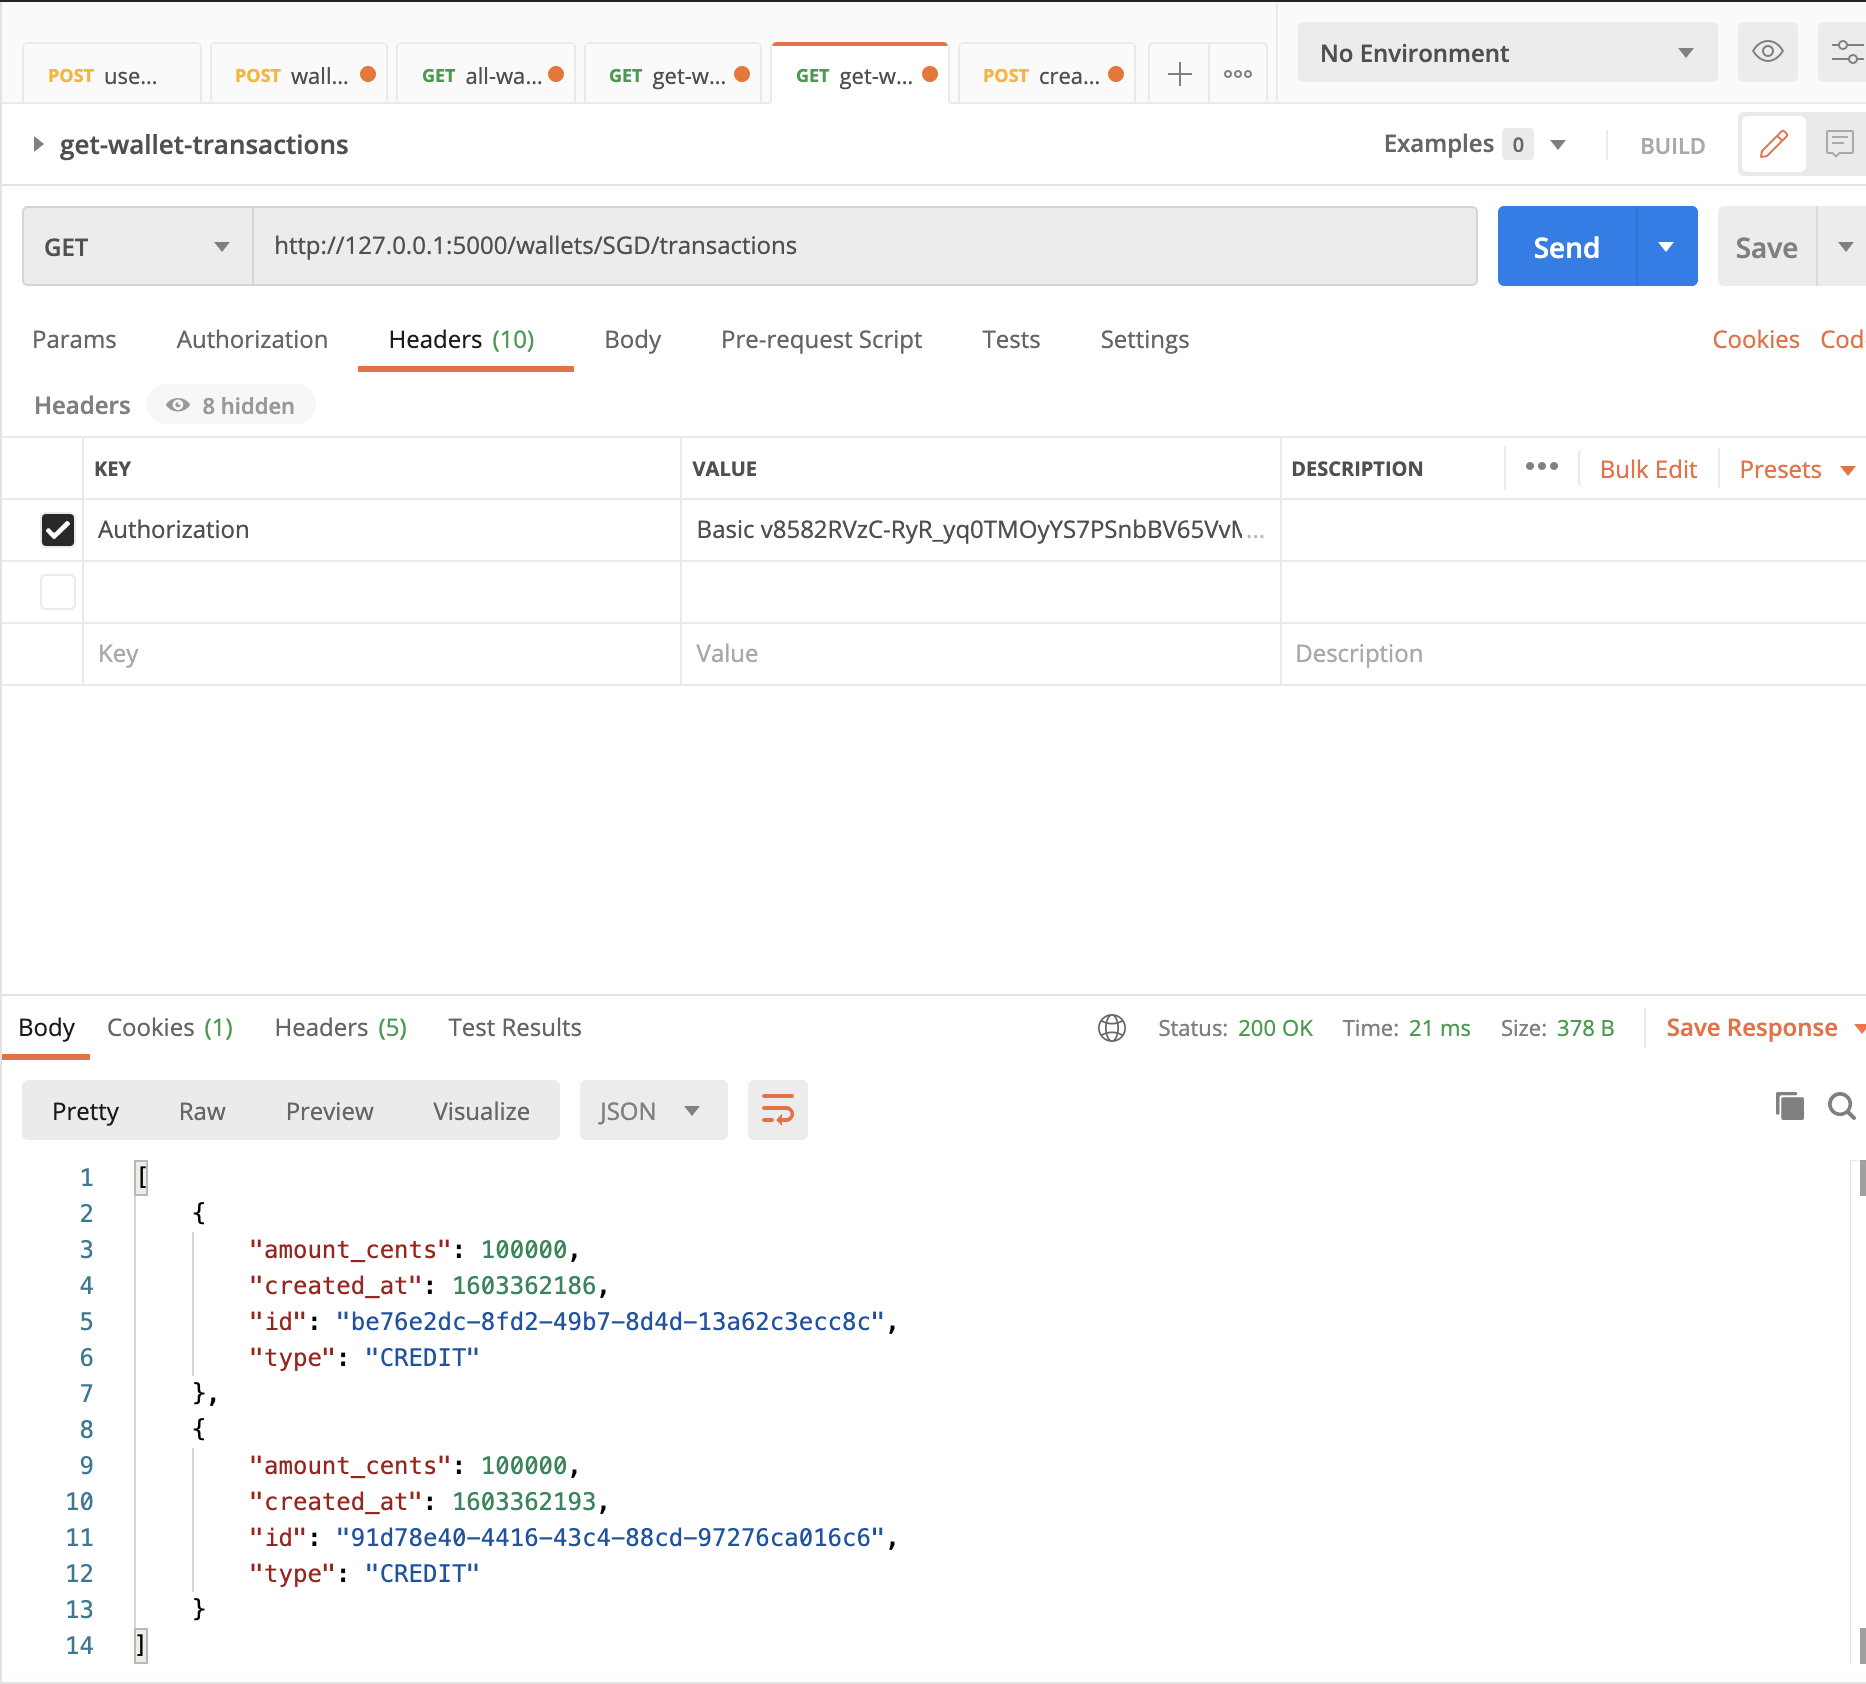 POST use...
POST wall...
GET all-wa...
GET get-w...
GET get-w...
POST crea...
No Environment
get-wallet-transactions
Examples 0
BUILD
GET
http://127.0.0.1:5000/wallets/SGD/transactions
Send
Save
Params Authorization Headers (10) Body Pre-request Script Tests Settings Cookies Cod
Headers 8 hidden
KEY VALUE DESCRIPTION Bulk Edit Presets
Authorization Basic v8582RVzC-RyR_yq0TMOyYS7PSnbBV65Vv...
Key Value Description
Body Cookies (1) Headers (5) Test Results Status: 200 OK Time: 21 ms Size: 378 B Save Response
Pretty Raw Preview Visualize JSON
1 [
2 {
3 "amount_cents": 100000,
4 "created_at": 1603362186,
5 "id": "be76e2dc-8fd2-49b7-8d4d-13a62c3ecc8c",
6 "type": "CREDIT"
7 },
8 {
9 "amount_cents": 100000,
10 "created_at": 1603362193,
11 "id": "91d78e40-4416-43c4-88cd-97276ca016c6",
12 "type": "CREDIT"
13 }
14 ]